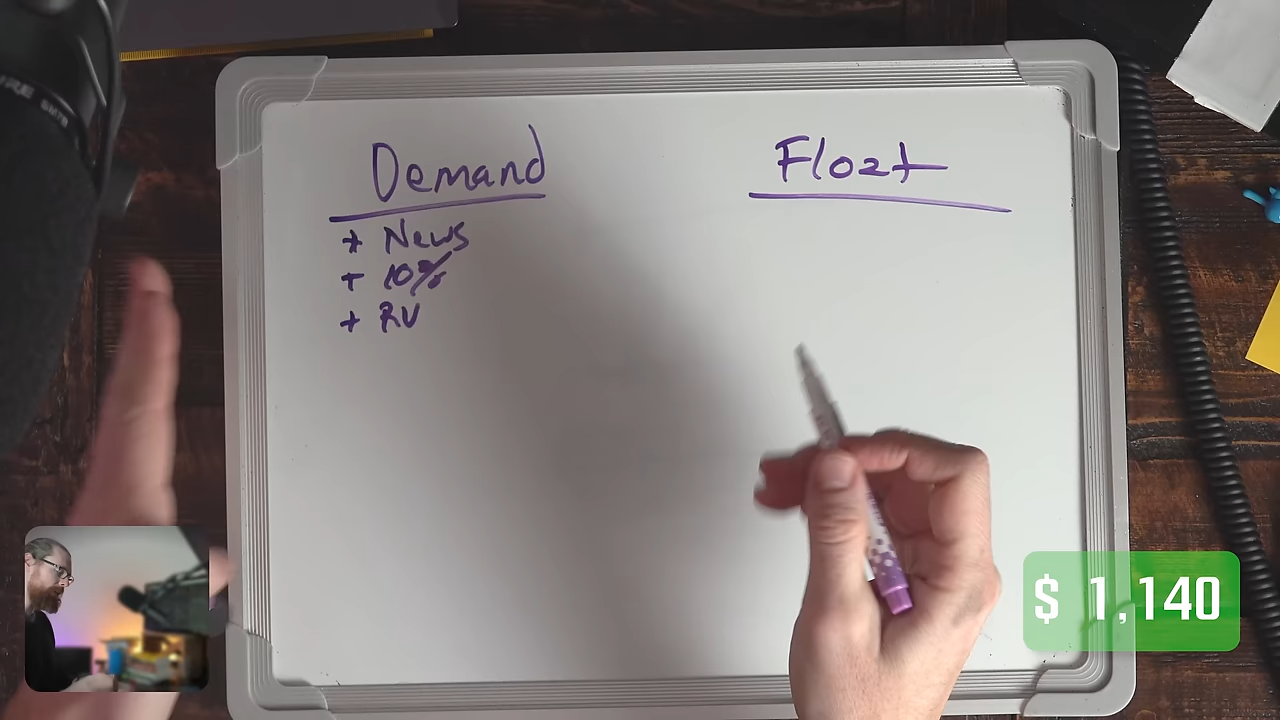 Demand
+ News
+ 10%
+ RV
Float
$ 1,140